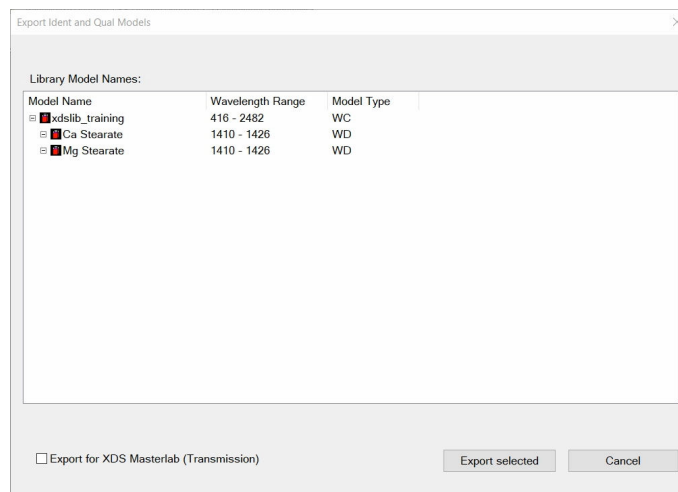 Export Ident and Qual Models
Library Model Names:
Model Name Wavelength Range Model Type
xdslib_training 416 - 2482 WC
Ca Stearate 1410 - 1426 WD
Mg Stearate 1410 - 1426 WD
Export for XDS Masterlab (Transmission)
Export selected Cancel